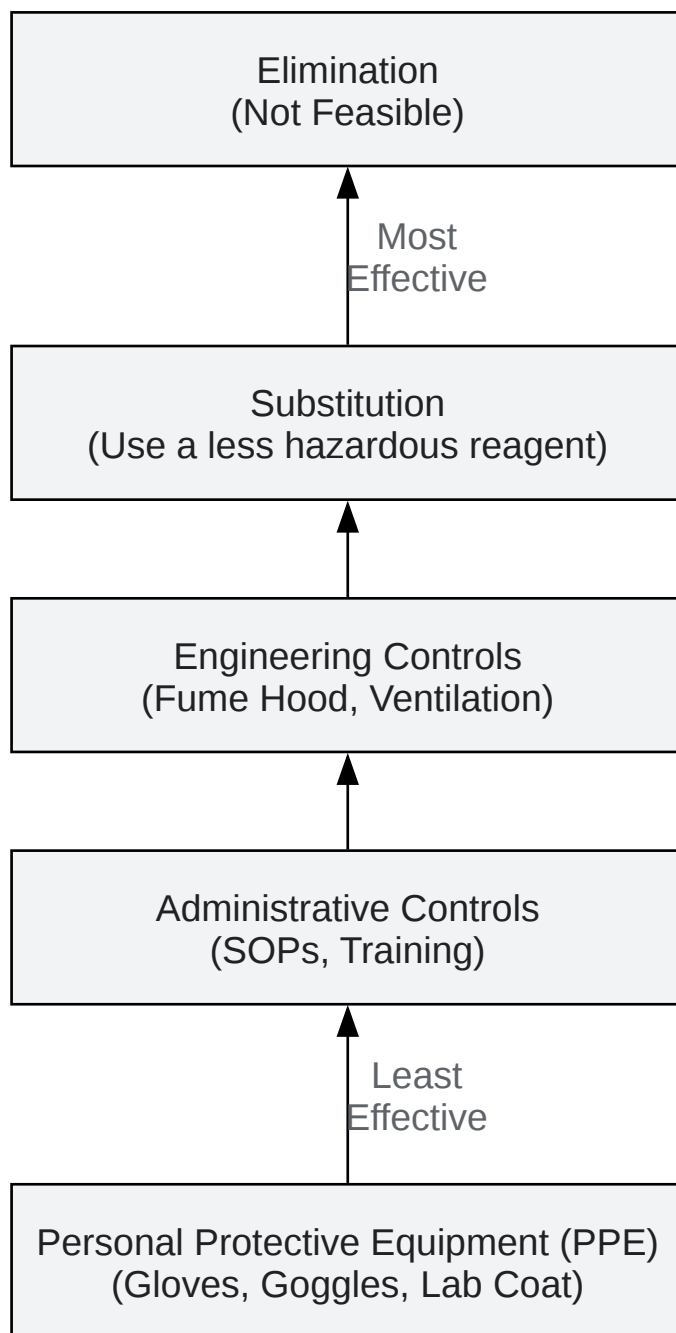 Elimination
(Not Feasible)
Most
Effective
Substitution
(Use a less hazardous reagent)
Engineering Controls
(Fume Hood, Ventilation)
Administrative Controls
(SOPs, Training)
Least
Effective
Personal Protective Equipment (PPE)
(Gloves, Goggles, Lab Coat)